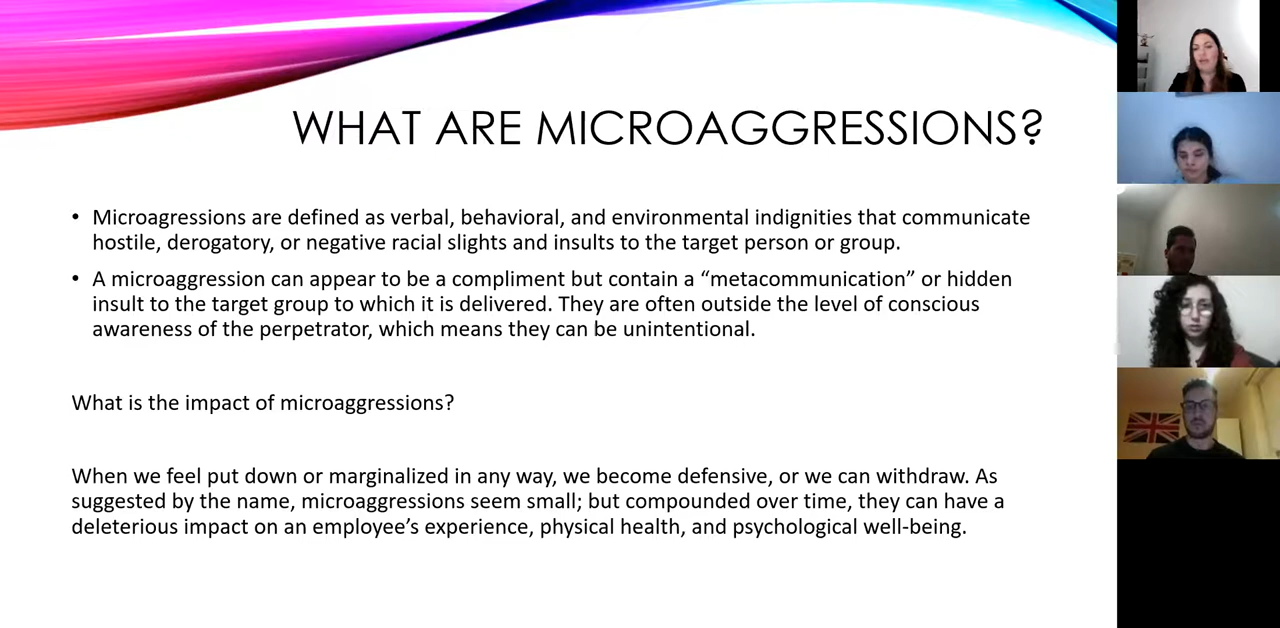 WHAT ARE MICROAGGRESSIONS?
• Microagressions are defined as verbal, behavioral, and environmental indignities that communicate
hostile, derogatory, or negative racial slights and insults to the target person or group.
• A microaggression can appear to be a compliment but contain a “metacommunication” or hidden
insult to the target group to which it is delivered. They are often outside the level of conscious
awareness of the perpetrator, which means they can be unintentional.
What is the impact of microaggressions?
When we feel put down or marginalized in any way, we become defensive, or we can withdraw. As
suggested by the name, microaggressions seem small; but compounded over time, they can have a
deleterious impact on an employee’s experience, physical health, and psychological well-being.